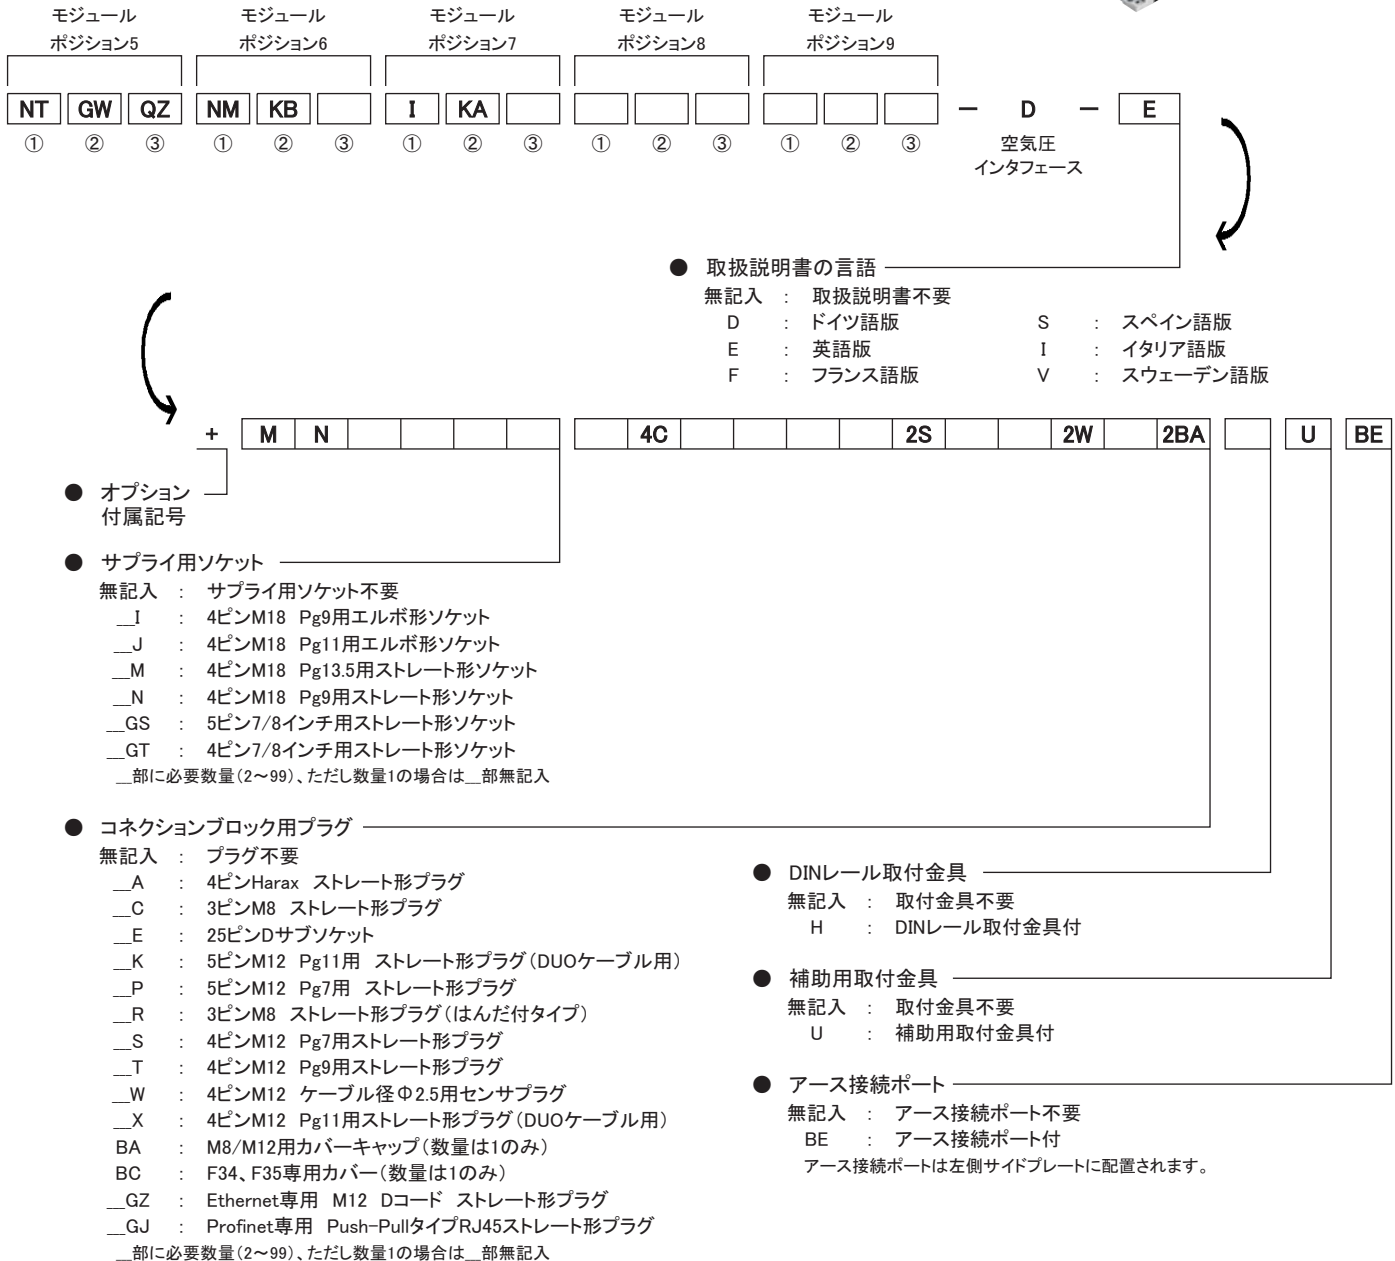 モジュール モジュール モジュール モジュール モジュール
ポジション5 ポジション6 ポジション7 ポジション8 ポジション9
NT GW QZ NM KB I KA － D － E
① ② ③ ① ② ③ ① ② ③ ① ② ③ ① ② ③ 空気圧
インタフェース
● 取扱説明書の言語
無記入 : 取扱説明書不要
D : ドイツ語版 S : スペイン語版
E : 英語版 I : イタリア語版
F : フランス語版 V : スウェーデン語版
+ M N 4C 2S 2W 2BA U BE
● オプション
付属記号
● サプライ用ソケット
無記入 : サプライ用ソケット不要
__I : 4ピンM18 Pg9用エルボ形ソケット
__J : 4ピンM18 Pg11用エルボ形ソケット
__M : 4ピンM18 Pg13.5用ストレート形ソケット
__N : 4ピンM18 Pg9用ストレート形ソケット
__GS : 5ピン7/8インチ用ストレート形ソケット
__GT : 4ピン7/8インチ用ストレート形ソケット
__部に必要数量（2～99）、ただし数量1の場合は__部無記入
● コネクションブロック用プラグ
無記入 : プラグ不要
__A : 4ピンHarax ストレート形プラグ
__C : 3ピンM8 ストレート形プラグ
__E : 25ピンDサブソケット
__K : 5ピンM12 Pg11用 ストレート形プラグ（DUOケーブル用）
__P : 5ピンM12 Pg7用 ストレート形プラグ
__R : 3ピンM8 ストレート形プラグ（はんだ付タイプ）
__S : 4ピンM12 Pg7用ストレート形プラグ
__T : 4ピンM12 Pg9用ストレート形プラグ
__W : 4ピンM12 ケーブル径Φ2.5用センサプラグ
__X : 4ピンM12 Pg11用ストレート形プラグ（DUOケーブル用）
BA : M8/M12用カバーキャップ（数量は1のみ）
BC : F34、F35専用カバー（数量は1のみ）
__GZ : Ethernet専用 M12 Dコード ストレート形プラグ
__GJ : Profinet専用 Push-PullタイプRJ45ストレート形プラグ
__部に必要数量（2～99）、ただし数量1の場合は__部無記入
● DINレール取付金具
無記入 : 取付金具不要
H : DINレール取付金具付
● 補助用取付金具
無記入 : 取付金具不要
U : 補助用取付金具付
● アース接続ポート
無記入 : アース接続ポート不要
BE : アース接続ポート付
アース接続ポートは左側サイドプレートに配置されます。